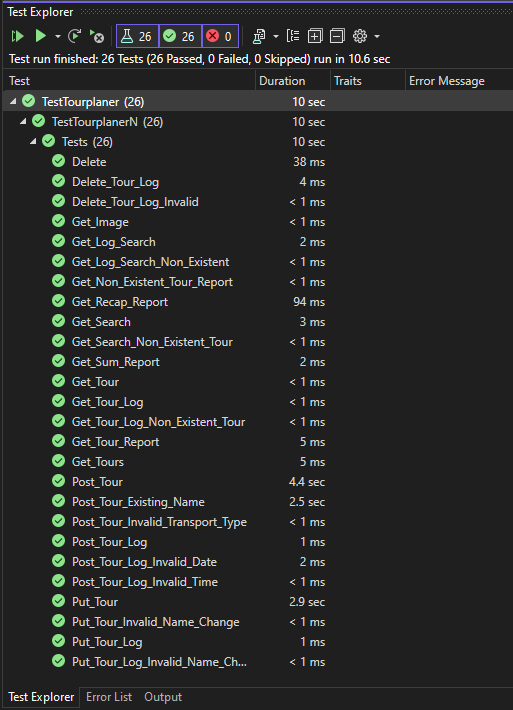 Test Explorer
26 26 0
Test run finished: 26 Tests (26 Passed, 0 Failed, 0 Skipped) run in 10.6 sec
Test Duration Traits Error Message
TestTourplaner (26) 10 sec
TestTourplanerN (26) 10 sec
Tests (26) 10 sec
Delete 38 ms
Delete_Tour_Log 4 ms
Delete_Tour_Log_Invalid < 1 ms
Get_Image < 1 ms
Get_Log_Search 2 ms
Get_Log_Search_Non_Existent < 1 ms
Get_Non_Existent_Tour_Report < 1 ms
Get_Recap_Report 94 ms
Get_Search 3 ms
Get_Search_Non_Existent_Tour < 1 ms
Get_Sum_Report 2 ms
Get_Tour < 1 ms
Get_Tour_Log < 1 ms
Get_Tour_Log_Non_Existent_Tour < 1 ms
Get_Tour_Report 5 ms
Get_Tours 5 ms
Post_Tour 4.4 sec
Post_Tour_Existing_Name 2.5 sec
Post_Tour_Invalid_Transport_Type < 1 ms
Post_Tour_Log 1 ms
Post_Tour_Log_Invalid_Date 2 ms
Post_Tour_Log_Invalid_Time < 1 ms
Put_Tour 2.9 sec
Put_Tour_Invalid_Name_Change < 1 ms
Put_Tour_Log 1 ms
Put_Tour_Log_Invalid_Name_Ch... < 1 ms
Test Explorer Error List Output